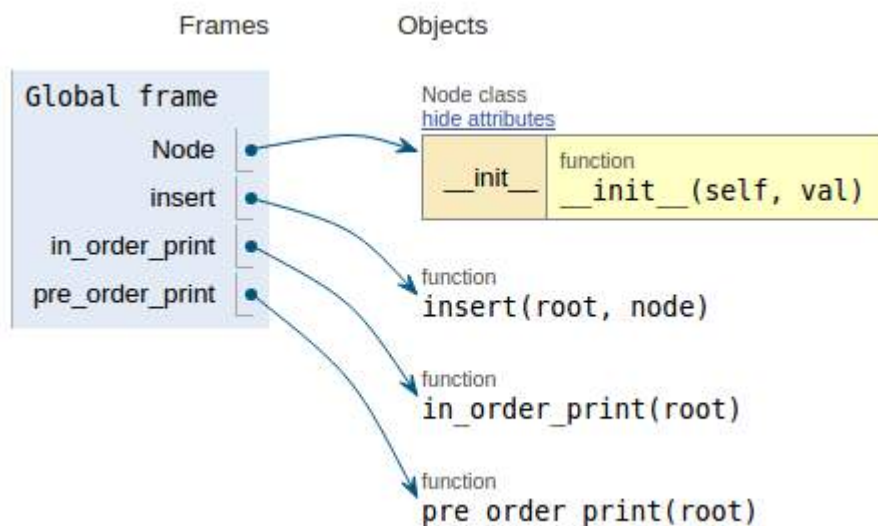 Frames Objects
Global frame
Node
insert
in_order_print
pre_order_print
Node class
hide attributes
__init__
function
__init__(self, val)
function
insert(root, node)
function
in_order_print(root)
function
pre_order_print(root)